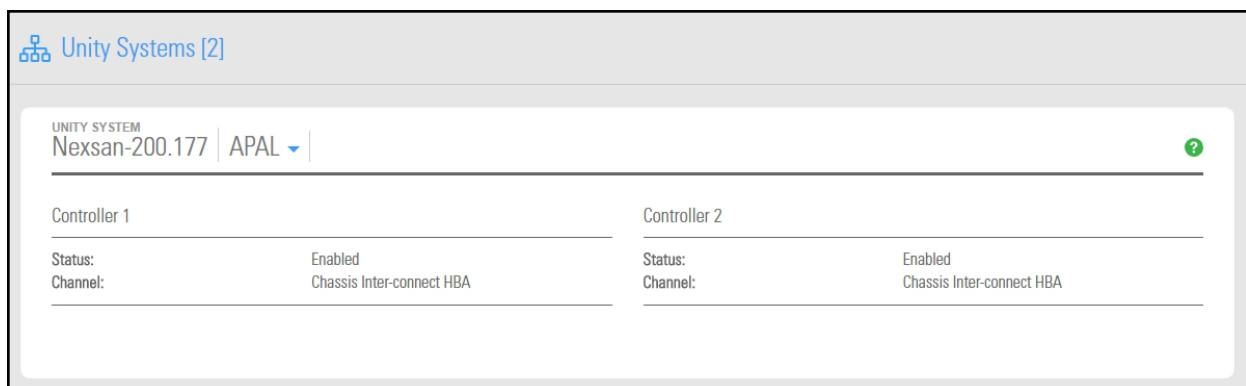 Unity Systems [2]
UNITY SYSTEM
Nexsan-200.177 APAL
?
Controller 1
Status: Enabled
Channel: Chassis Inter-connect HBA
Controller 2
Status: Enabled
Channel: Chassis Inter-connect HBA